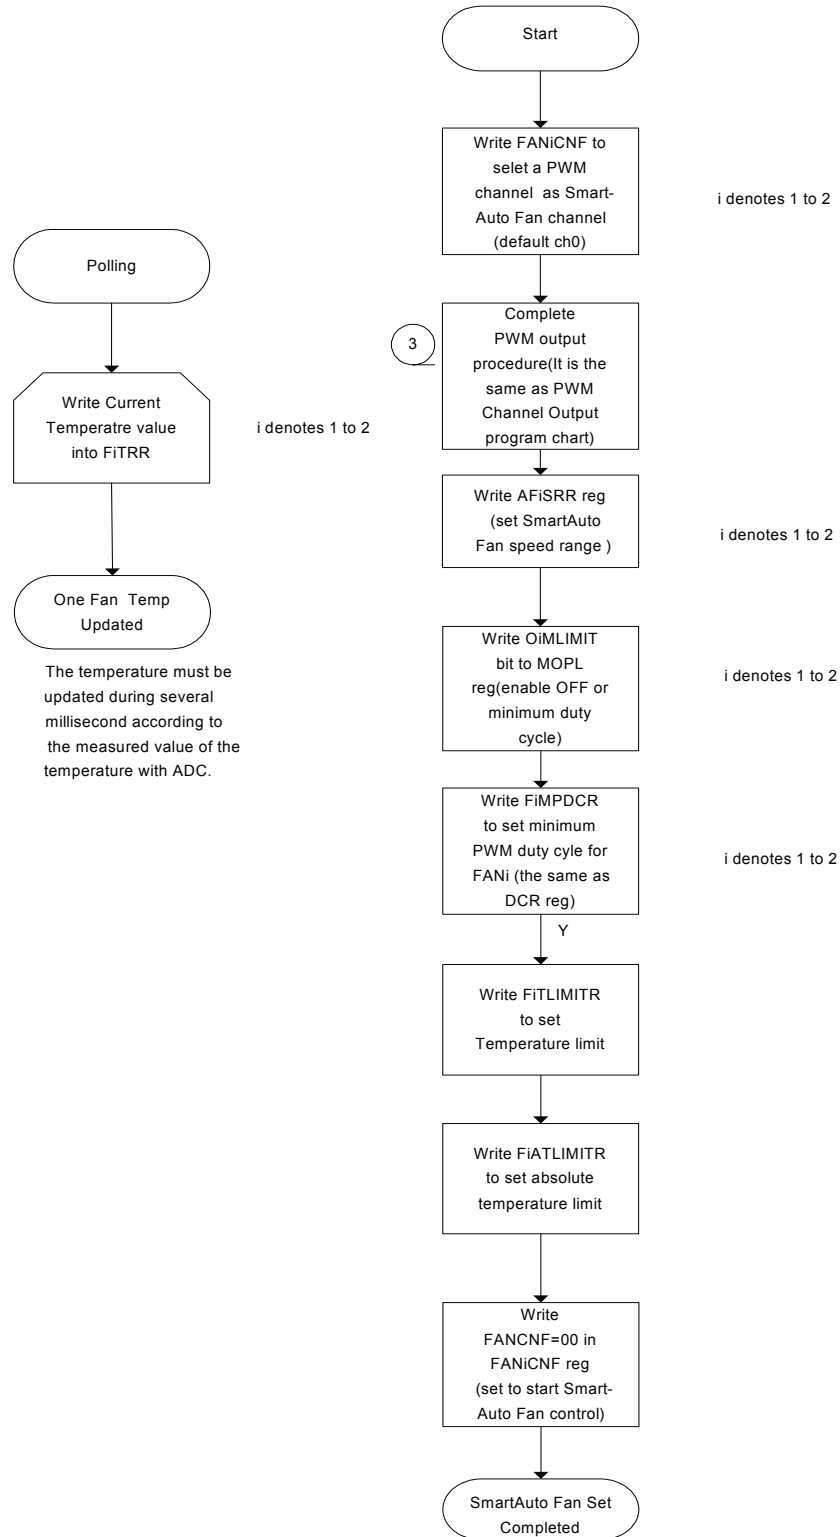 Start
Write FANiCNF to
selet a PWM
channel  as Smart-
Auto Fan channel
(default ch0)
i denotes 1 to 2
Polling
Complete
PWM output
procedure(It is the
same as PWM
Channel Output
program chart)
3
Write Current
Temperatre value
into FiTRR
i denotes 1 to 2
Write AFiSRR reg
(set SmartAuto
Fan speed range )
i denotes 1 to 2
One Fan  Temp
Updated
The temperature must be
updated during several
millisecond according to
the measured value of the
temperature with ADC.
Write OiMLIMIT
bit to MOPL
reg(enable OFF or
minimum duty
cycle)
i denotes 1 to 2
Write FiMPDCR
to set minimum
PWM duty cyle for
FANi (the same as
DCR reg)
i denotes 1 to 2
Y
Write FiTLIMITR
to set
Temperature limit
Write FiATLIMITR
to set absolute
temperature limit
Write
FANCNF=00 in
FANiCNF reg
(set to start Smart-
Auto Fan control)
SmartAuto Fan Set
Completed